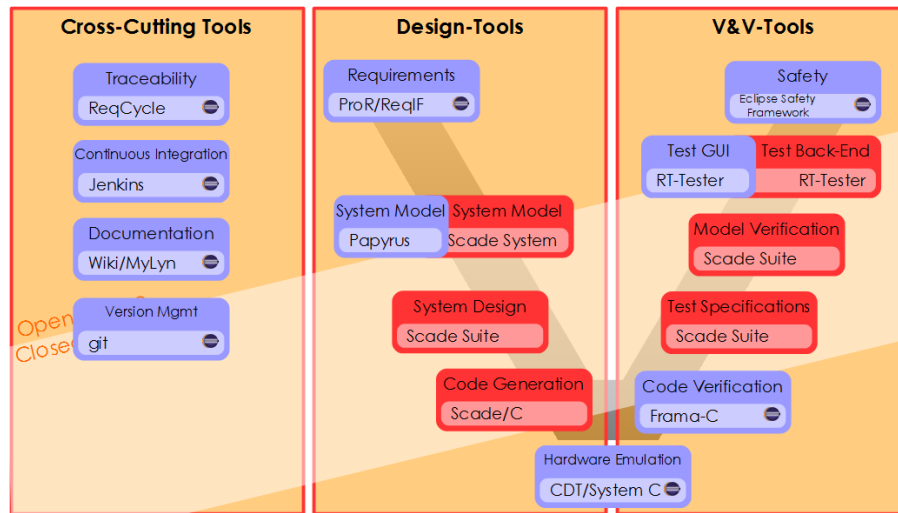 Cross-Cutting Tools
Traceability
ReqCycle
Continuous Integration
Jenkins
Documentation
Wiki/MyLyn
Open
Closed
Version Mgmt
git
Design-Tools
Requirements
ProR/ReqIF
System Model
Papyrus
System Model
Scade System
System Design
Scade Suite
Code Generation
Scade/C
Hardware Emulation
CDT/System C
V&V-Tools
Safety
Eclipse Safety
Framework
Test GUI
RT-Tester
Test Back-End
RT-Tester
Model Verification
Scade Suite
Test Specifications
Scade Suite
Code Verification
Frama-C